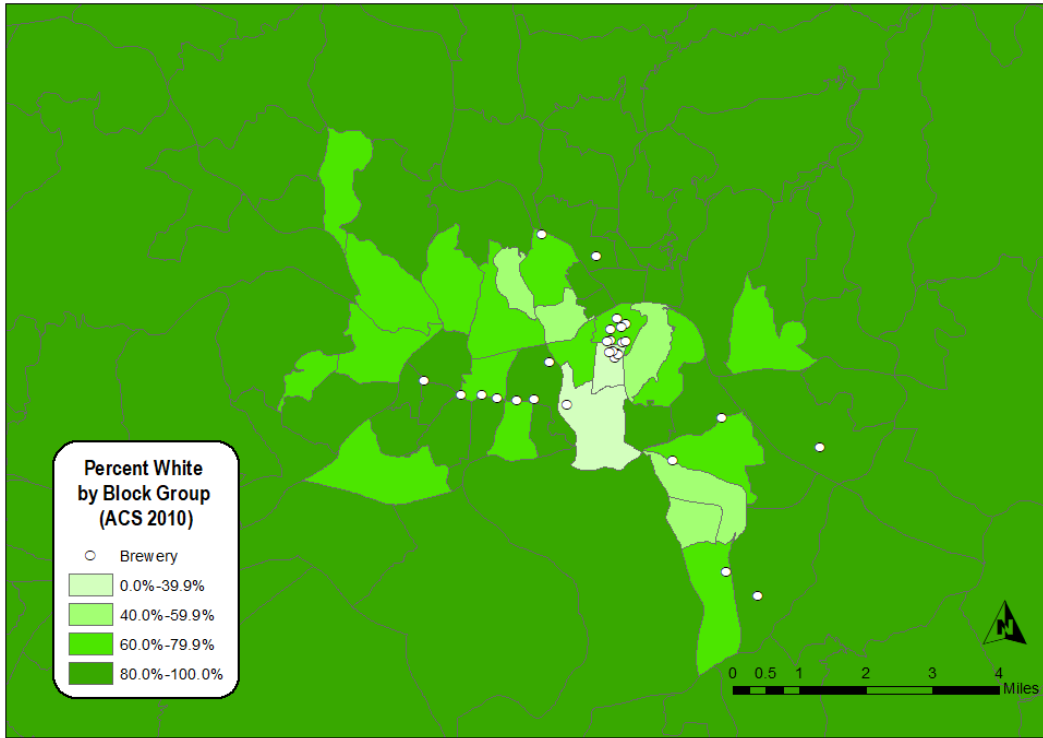 Percent White
by Block Group
(ACS 2010)
Brewery
0.0%-39.9%
40.0%-59.9%
60.0%-79.9%
80.0%-100.0%
N
0 0.5 1 2 3 4
Miles